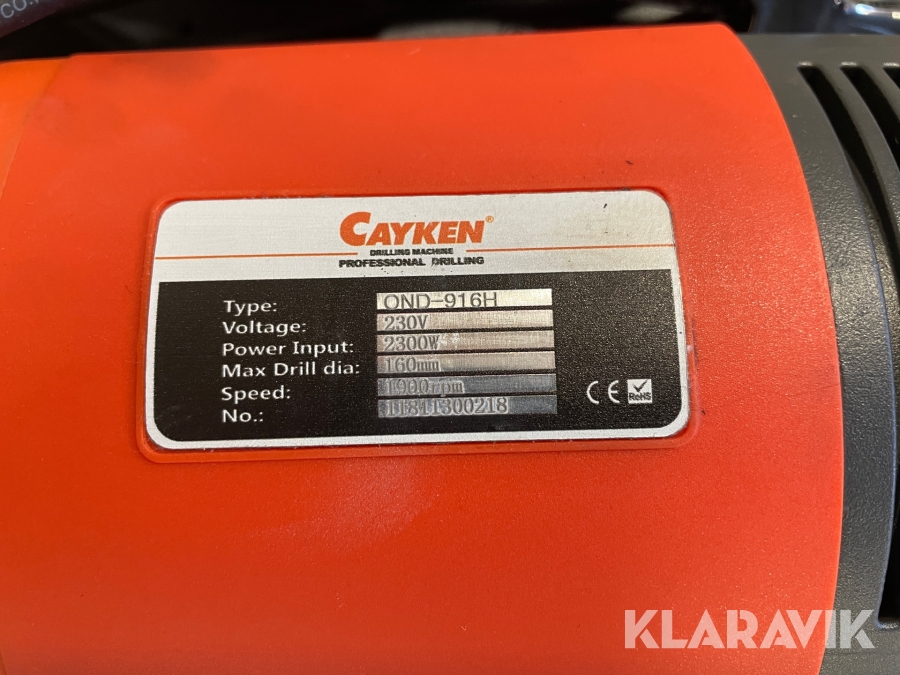 CO.
CAYKEN®
DRILLING MACHINE
PROFESSIONAL DRILLING
Type: OND-916H
Voltage: 230V
Power Input: 2300W
Max Drill dia: 160mm
Speed: 1900rpm
No.: 11811300218
CE RoHS
KLARAVIK